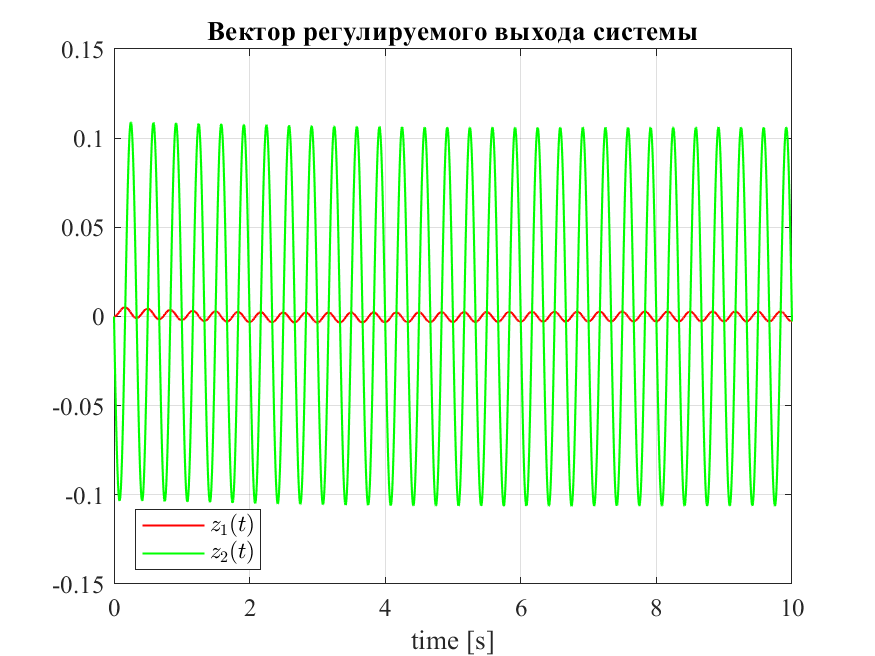 Вектор регулируемого выхода системы
0.15
0.1
0.05
0
-0.05
-0.1
-0.15
z₁(t)
z₂(t)
0 2 4 6 8 10
time [s]